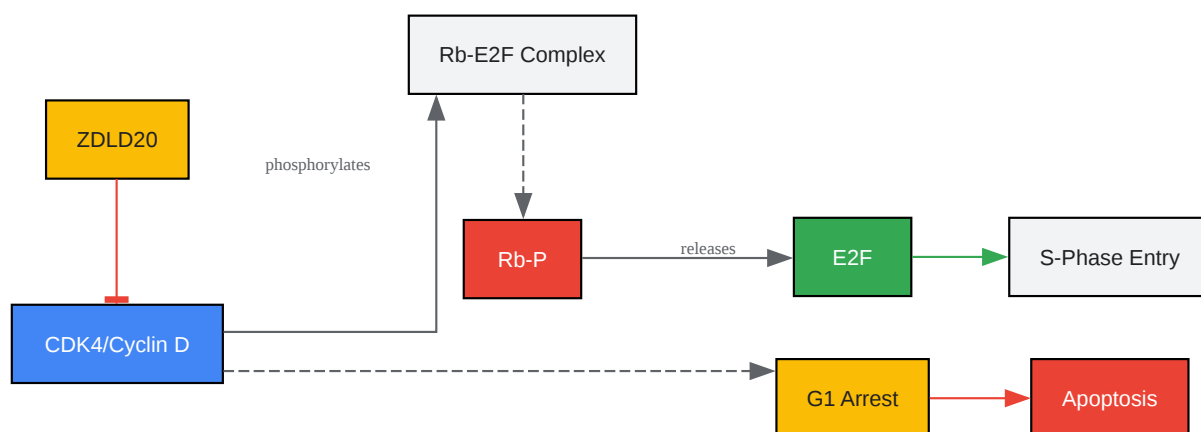 Rb-E2F Complex
ZDLD20
phosphorylates
Rb-P
releases
E2F
S-Phase Entry
CDK4/Cyclin D
G1 Arrest
Apoptosis